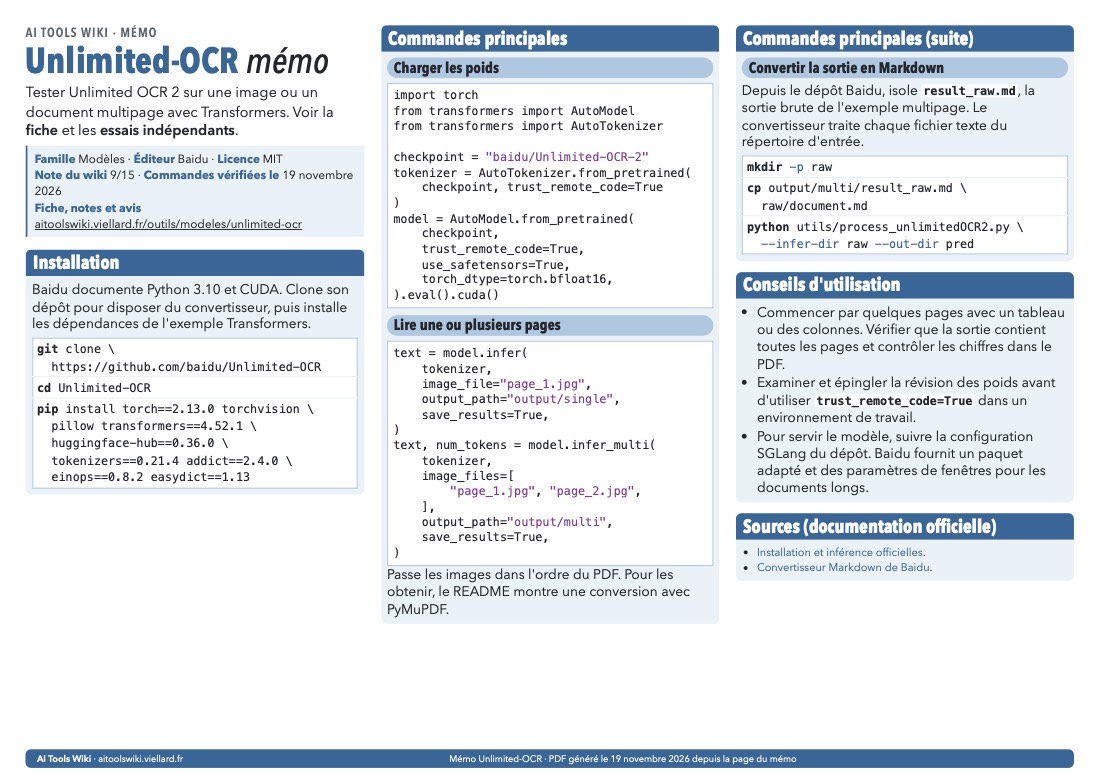 AI TOOLS WIKI · MÉMO
Unlimited-OCR mémo
Tester Unlimited OCR 2 sur une image ou un
document multipage avec Transformers. Voir la
fiche et les essais indépendants.
Famille Modèles · Éditeur Baidu · Licence MIT
Note du wiki 9/15 · Commandes vérifiées le 19 novembre
2026
Fiche, notes et avis
aitoolswiki.viellard.fr/outils/modeles/unlimited-ocr
Installation
Baidu documente Python 3.10 et CUDA. Clone son
dépôt pour disposer du convertisseur, puis installe
les dépendances de l'exemple Transformers.
git clone \
  https://github.com/baidu/Unlimited-OCR
cd Unlimited-OCR
pip install torch==2.13.0 torchvision \
  pillow transformers==4.52.1 \
  huggingface-hub==0.36.0 \
  tokenizers==0.21.4 addict==2.4.0 \
  einops==0.8.2 easydict==1.13
Commandes principales
Charger les poids
import torch
from transformers import AutoModel
from transformers import AutoTokenizer
checkpoint = "baidu/Unlimited-OCR-2"
tokenizer = AutoTokenizer.from_pretrained(
    checkpoint, trust_remote_code=True
)
model = AutoModel.from_pretrained(
    checkpoint,
    trust_remote_code=True,
    use_safetensors=True,
    torch_dtype=torch.bfloat16,
).eval().cuda()
Lire une ou plusieurs pages
text = model.infer(
    tokenizer,
    image_file="page_1.jpg",
    output_path="output/single",
    save_results=True,
)
text, num_tokens = model.infer_multi(
    tokenizer,
    image_files=[
        "page_1.jpg", "page_2.jpg",
    ],
    output_path="output/multi",
    save_results=True,
)
Passe les images dans l'ordre du PDF. Pour les
obtenir, le README montre une conversion avec
PyMuPDF.
Commandes principales (suite)
Convertir la sortie en Markdown
Depuis le dépôt Baidu, isole result_raw.md, la
sortie brute de l'exemple multipage. Le
convertisseur traite chaque fichier texte du
répertoire d'entrée.
mkdir -p raw
cp output/multi/result_raw.md \
  raw/document.md
python utils/process_unlimitedOCR2.py \
  --infer-dir raw --out-dir pred
Conseils d'utilisation
• Commencer par quelques pages avec un tableau
ou des colonnes. Vérifier que la sortie contient
toutes les pages et contrôler les chiffres dans le
PDF.
• Examiner et épingler la révision des poids avant
d'utiliser trust_remote_code=True dans un
environnement de travail.
• Pour servir le modèle, suivre la configuration
SGLang du dépôt. Baidu fournit un paquet
adapté et des paramètres de fenêtres pour les
documents longs.
Sources (documentation officielle)
• Installation et inférence officielles.
• Convertisseur Markdown de Baidu.
AI Tools Wiki · aitoolswiki.viellard.fr
Mémo Unlimited-OCR · PDF généré le 19 novembre 2026 depuis la page du mémo